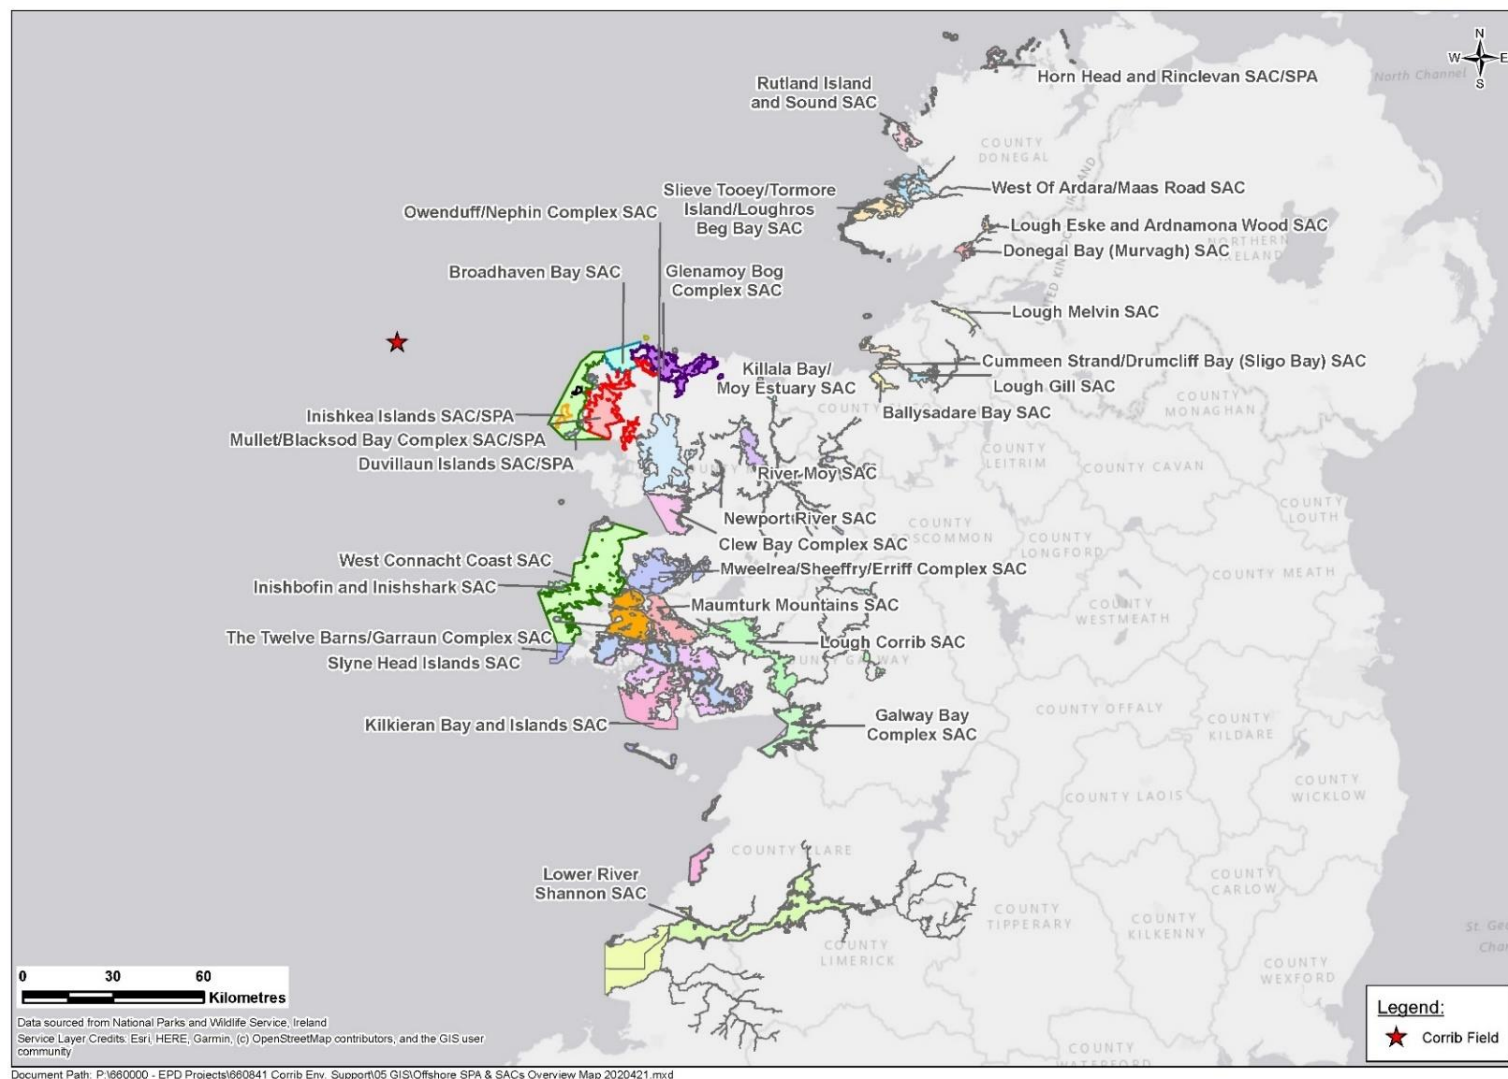 N
W E
S
North Channel
Horn Head and Rinclevan SAC/SPA
Rutland Island
and Sound SAC
COUNTY
DONEGAL
Slieve Tooey/Tormore
Island/Loughros
Beg Bay SAC
West Of Ardara/Maas Road SAC
Owenduff/Nephin Complex SAC
Lough Eske and Ardnamona Wood SAC
Donegal Bay (Murvagh) SAC
NORTHERN
IRELAND
Broadhaven Bay SAC
Glenamoy Bog
Complex SAC
Lough Melvin SAC
Killala Bay/
Moy Estuary SAC
Cummeen Strand/Drumcliff Bay (Sligo Bay) SAC
Lough Gill SAC
Ballysadare Bay SAC
COUNTY
MONAGHAN
Inishkea Islands SAC/SPA
Mullet/Blacksod Bay Complex SAC/SPA
Duvillaun Islands SAC/SPA
COUNTY
LEITRIM
COUNTY CAVAN
River Moy SAC
COUNTY
LOUTH
Newport River SAC
Clew Bay Complex SAC
COUNTY
LONGFORD
West Connacht Coast SAC
Mweelrea/Sheeffry/Erriff Complex SAC
COUNTY MEATH
Inishbofin and Inishshark SAC
Maumturk Mountains SAC
COUNTY
WESTMEATH
The Twelve Barns/Garraun Complex SAC
Lough Corrib SAC
Slyne Head Islands SAC
Kilkieran Bay and Islands SAC
Galway Bay
Complex SAC
COUNTY OFFALY
COUNTY
KILDARE
COUNTY LAOIS
COUNTY
WICKLOW
Lower River
Shannon SAC
COUNTY
CARLOW
COUNTY
TIPPERARY
COUNTY
KILKENNY
COUNTY
LIMERICK
COUNTY
WEXFORD
0 30 60
Kilometres
Data sourced from National Parks and Wildlife Service, Ireland
Service Layer Credits: Esri, HERE, Garmin, (c) OpenStreetMap contributors, and the GIS user
community
Legend:
Corrib Field
Document Path: P:\660000 - EPD Projects\660841 Corrib Env. Support\05 GIS\Offshore SPA & SACs Overview Map 20200421.mxd